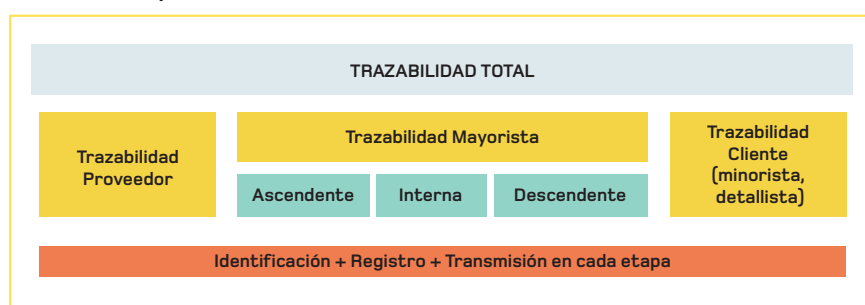 TRAZABILIDAD TOTAL
Trazabilidad
Proveedor
Trazabilidad Mayorista
Ascendente
Interna
Descendente
Trazabilidad
Cliente
(minorista,
detallista)
Identificación + Registro + Transmisión en cada etapa